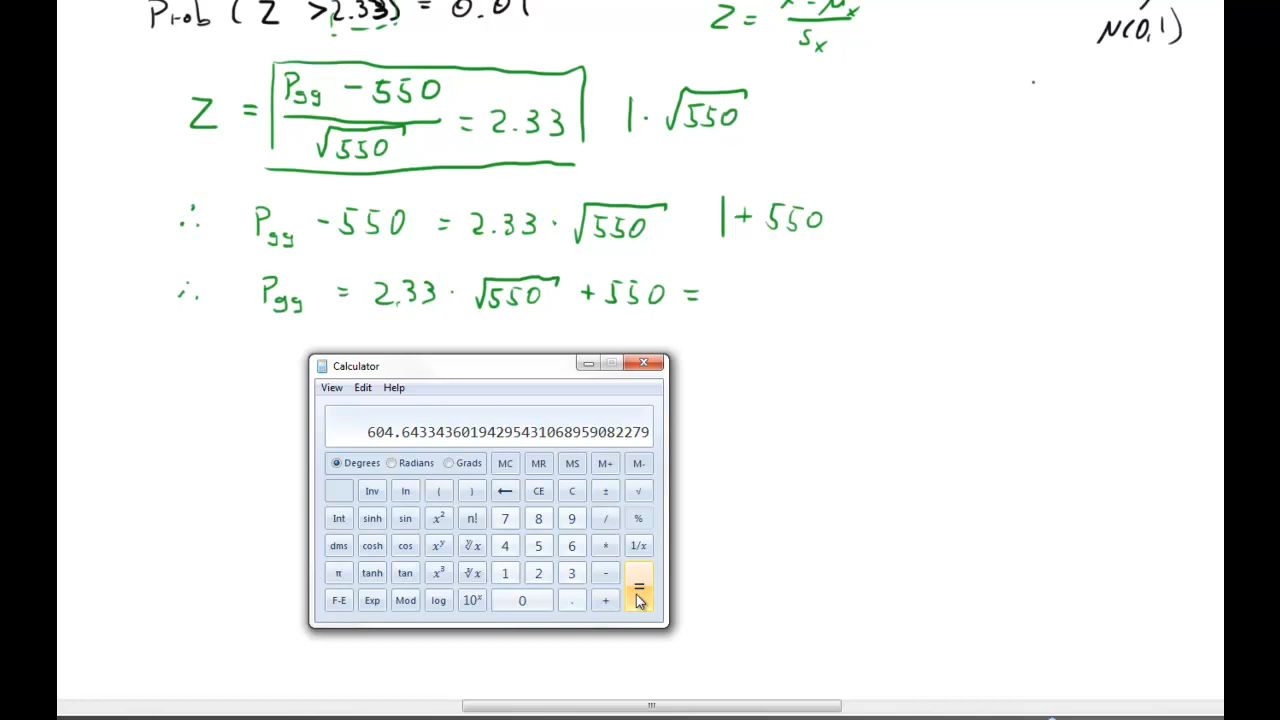 Prob ( Z > 2.33) = 0.01
Z = x - μx / sx
N(0,1)
Z = P99 - 550 / √550 = 2.33 | · √550
∴ P99 - 550 = 2.33 · √550 | + 550
∴ P99 = 2.33 · √550 + 550 =
Calculator
View Edit Help
604.64334360194295431068959082279
Degrees Radians Grads MC MR MS M+ M-
Inv ln ( ) ← CE C ± √
Int sinh sin x² n! 7 8 9 / %
dms cosh cos xʸ ʸ√x 4 5 6 * 1/x
π tanh tan x³ ³√x 1 2 3 - =
F-E Exp Mod log 10ˣ 0 . +